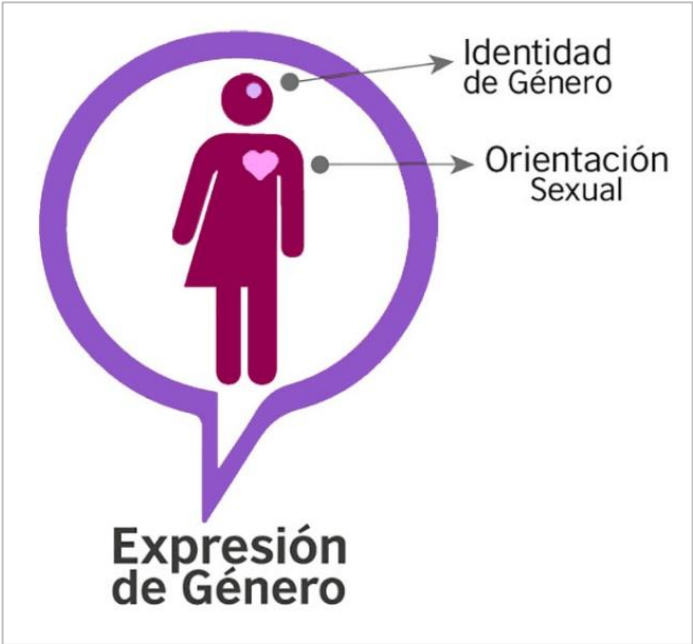 Identidad
de Género
Orientación
Sexual
Expresión
de Género